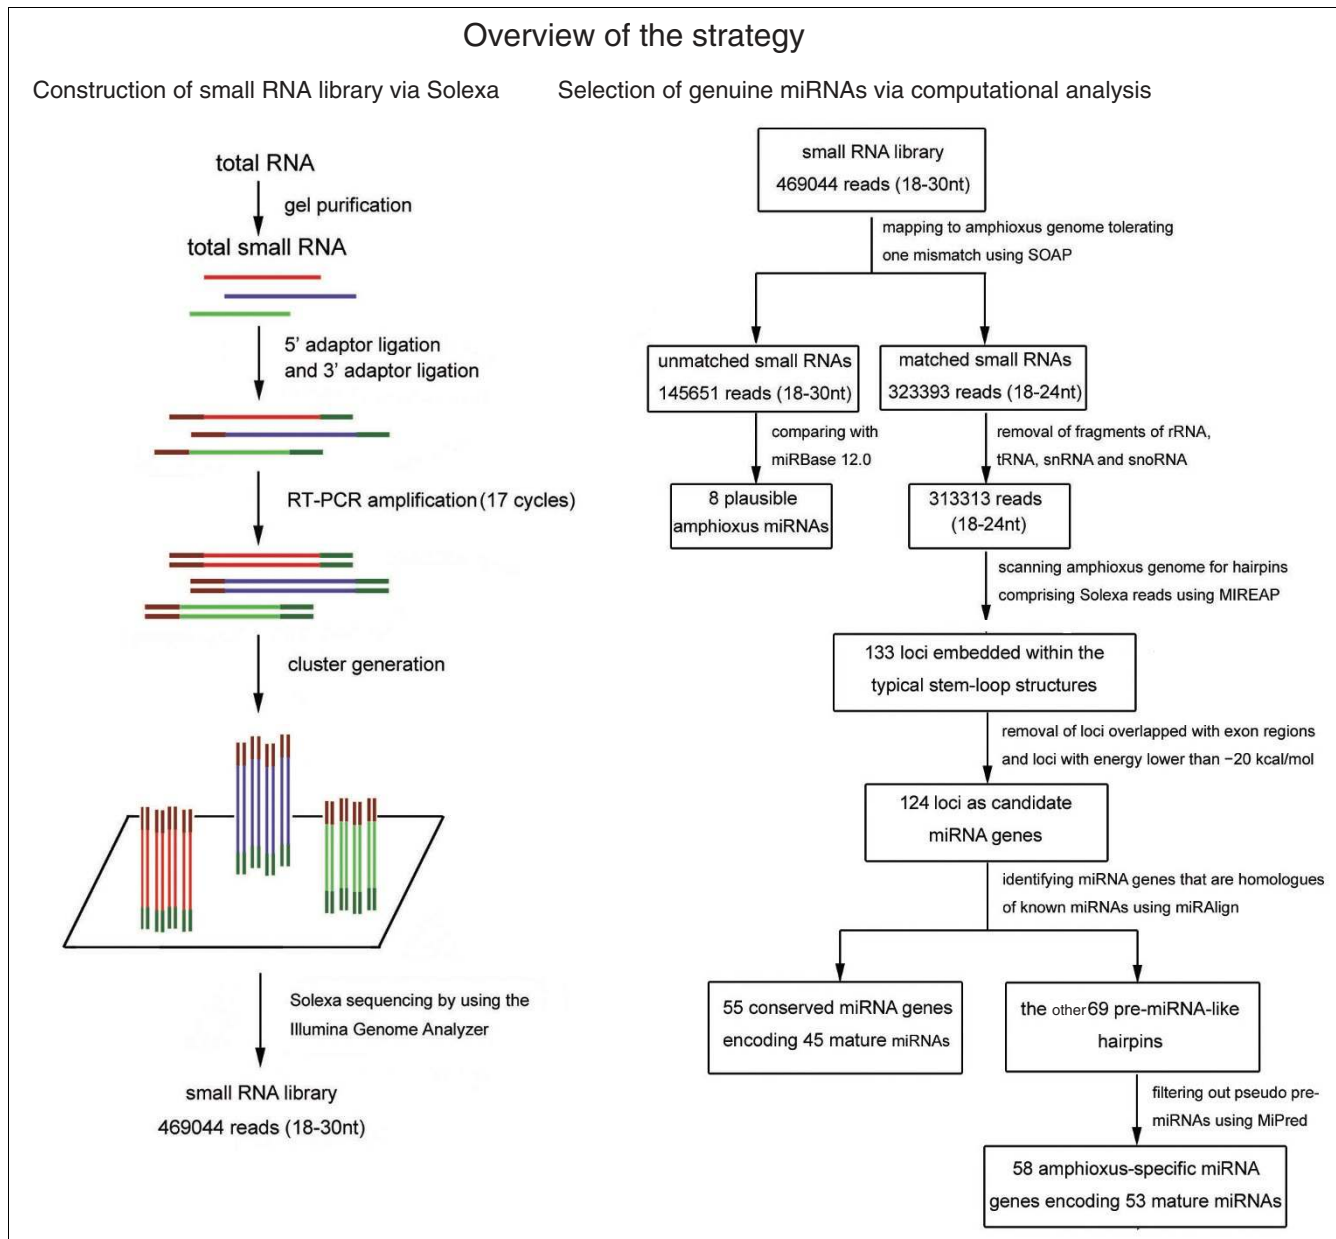 Overview of the strategy
Construction of small RNA library via Solexa
total RNA
gel purification
total small RNA
5' adaptor ligation
and 3' adaptor ligation
RT-PCR amplification (17 cycles)
cluster generation
Solexa sequencing by using the
Illumina Genome Analyzer
small RNA library
469044 reads (18-30nt)
Selection of genuine miRNAs via computational analysis
small RNA library
469044 reads (18-30nt)
mapping to amphioxus genome tolerating
one mismatch using SOAP
unmatched small RNAs
145651 reads (18-30nt)
matched small RNAs
323393 reads (18-24nt)
comparing with
miRBase 12.0
removal of fragments of rRNA,
tRNA, snRNA and snoRNA
8 plausible
amphioxus miRNAs
313313 reads
(18-24nt)
scanning amphioxus genome for hairpins
comprising Solexa reads using MIREAP
133 loci embedded within the
typical stem-loop structures
removal of loci overlapped with exon regions
and loci with energy lower than −20 kcal/mol
124 loci as candidate
miRNA genes
identifying miRNA genes that are homologues
of known miRNAs using miRAlign
55 conserved miRNA genes
encoding 45 mature miRNAs
the other 69 pre-miRNA-like
hairpins
filtering out pseudo pre-
miRNAs using MiPred
58 amphioxus-specific miRNA
genes encoding 53 mature miRNAs